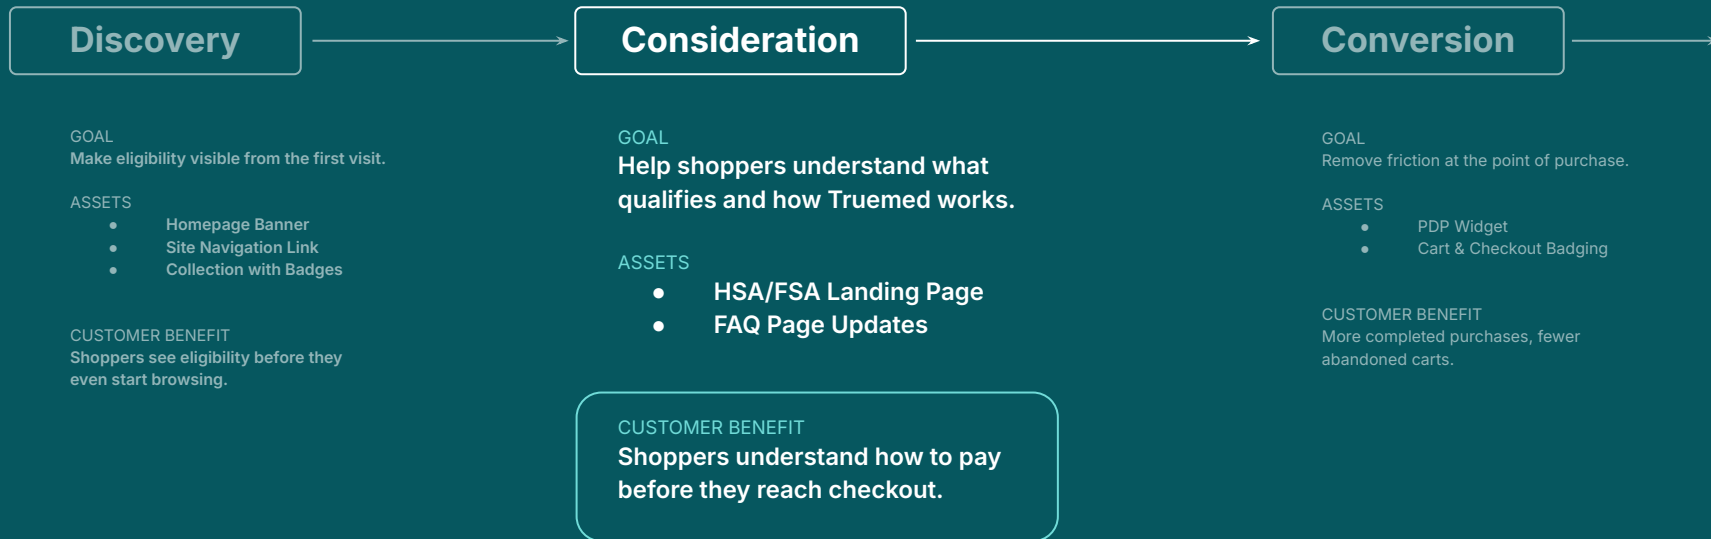 Discovery
GOAL
Make eligibility visible from the first visit.
ASSETS
● Homepage Banner
● Site Navigation Link
● Collection with Badges
CUSTOMER BENEFIT
Shoppers see eligibility before they
even start browsing.
Consideration
GOAL
Help shoppers understand what
qualifies and how Truemed works.
ASSETS
● HSA/FSA Landing Page
● FAQ Page Updates
CUSTOMER BENEFIT
Shoppers understand how to pay
before they reach checkout.
Conversion
GOAL
Remove friction at the point of purchase.
ASSETS
● PDP Widget
● Cart & Checkout Badging
CUSTOMER BENEFIT
More completed purchases, fewer
abandoned carts.